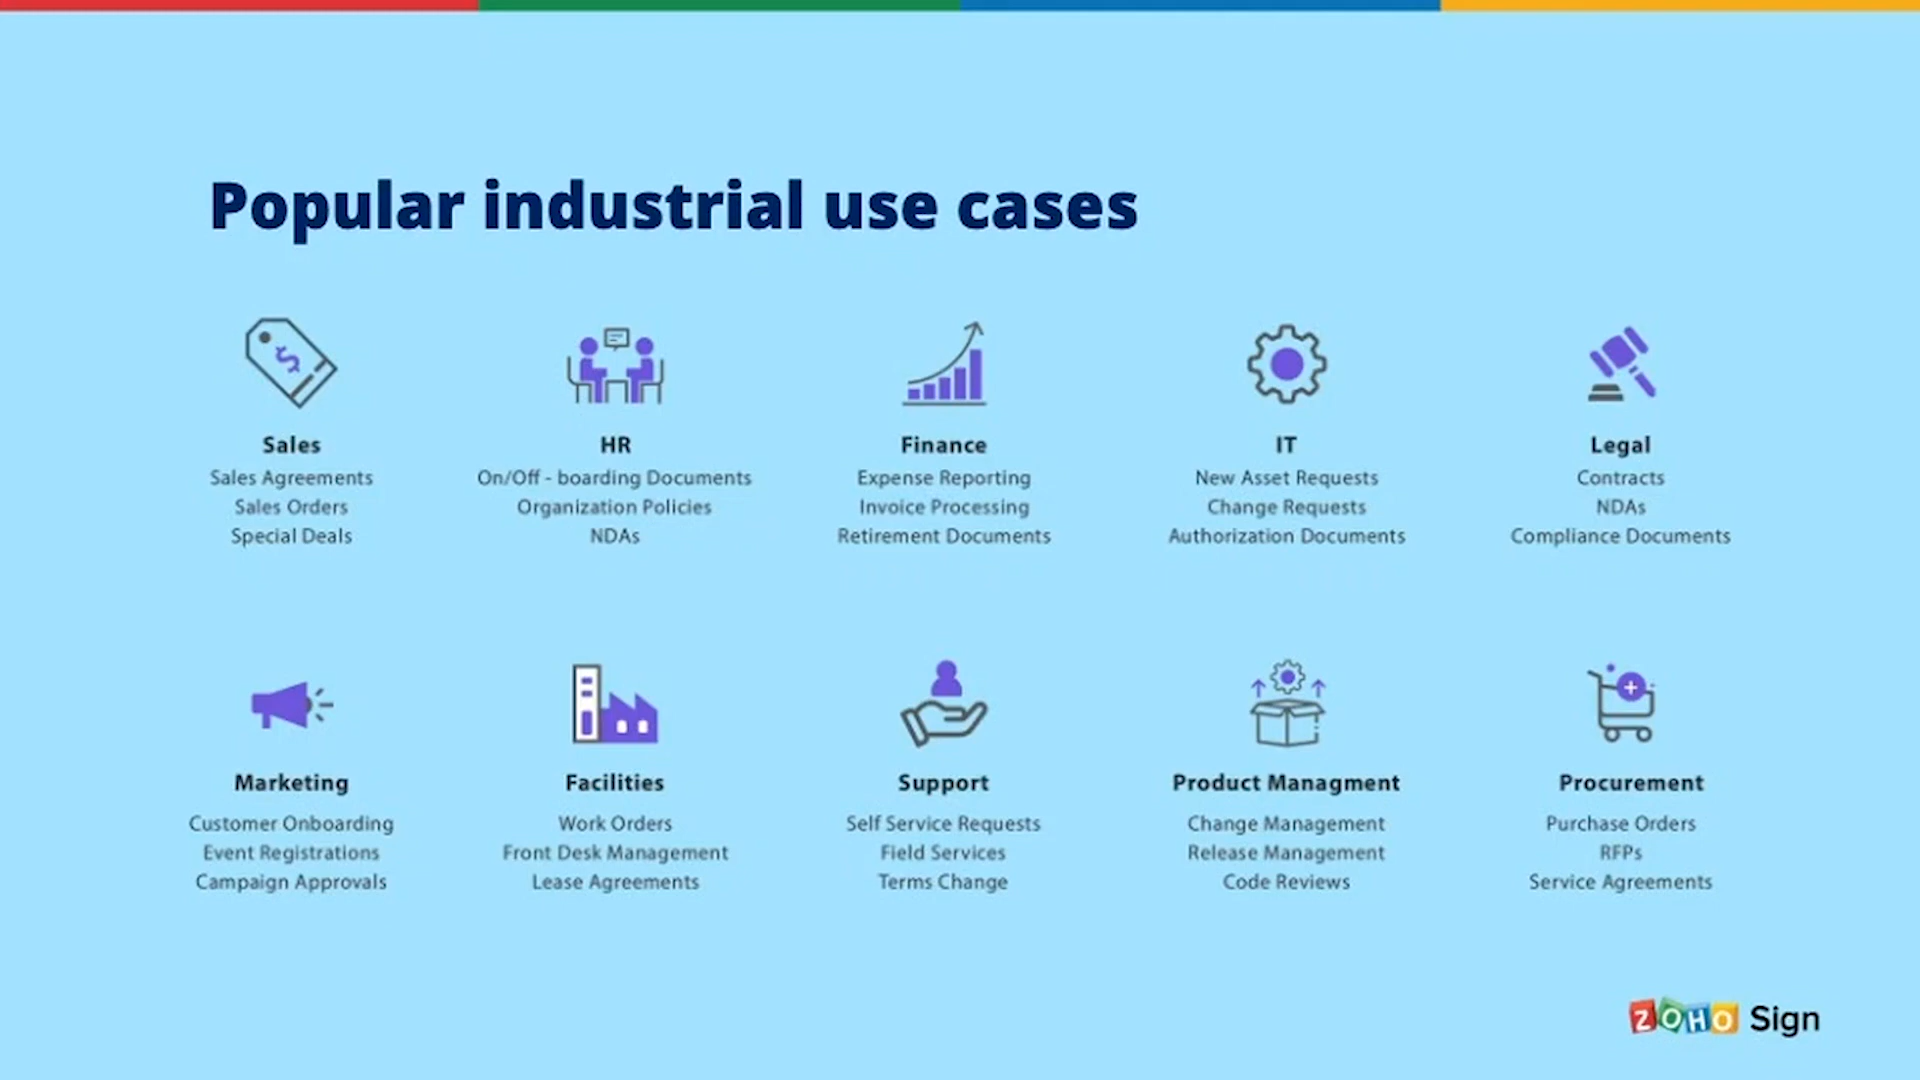 Popular industrial use cases
Sales
Sales Agreements
Sales Orders
Special Deals
HR
On/Off - boarding Documents
Organization Policies
NDAs
Finance
Expense Reporting
Invoice Processing
Retirement Documents
IT
New Asset Requests
Change Requests
Authorization Documents
Legal
Contracts
NDAs
Compliance Documents
Marketing
Customer Onboarding
Event Registrations
Campaign Approvals
Facilities
Work Orders
Front Desk Management
Lease Agreements
Support
Self Service Requests
Field Services
Terms Change
Product Managment
Change Management
Release Management
Code Reviews
Procurement
Purchase Orders
RFPs
Service Agreements
ZOHO Sign